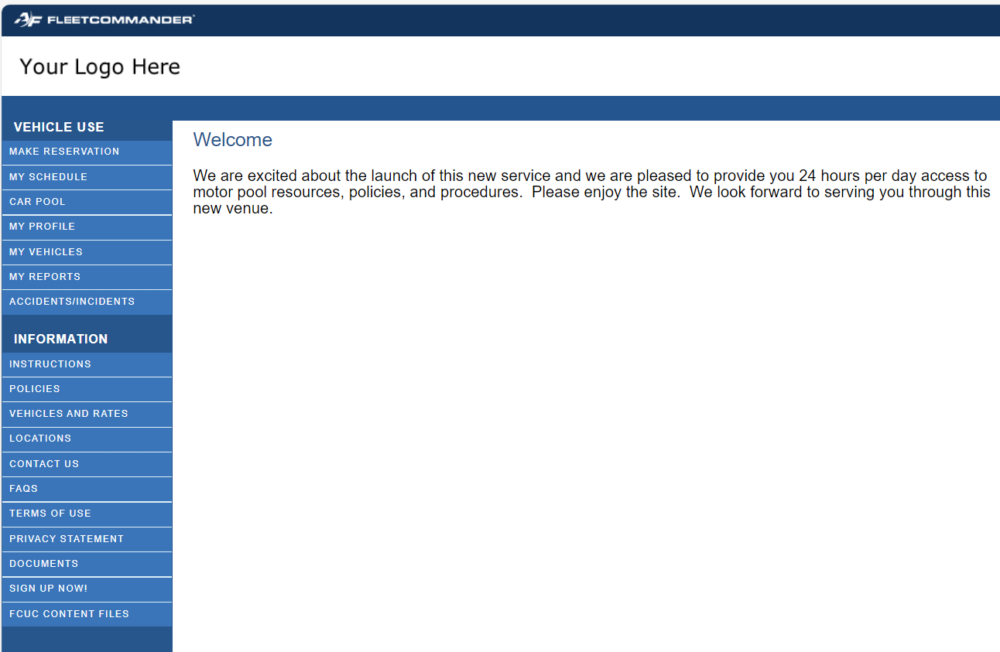 FLEETCOMMANDER
Your Logo Here
VEHICLE USE
MAKE RESERVATION
MY SCHEDULE
CAR POOL
MY PROFILE
MY VEHICLES
MY REPORTS
ACCIDENTS/INCIDENTS
INFORMATION
INSTRUCTIONS
POLICIES
VEHICLES AND RATES
LOCATIONS
CONTACT US
FAQS
TERMS OF USE
PRIVACY STATEMENT
DOCUMENTS
SIGN UP NOW!
FCUC CONTENT FILES
Welcome
We are excited about the launch of this new service and we are pleased to provide you 24 hours per day access to
motor pool resources, policies, and procedures.  Please enjoy the site.  We look forward to serving you through this
new venue.